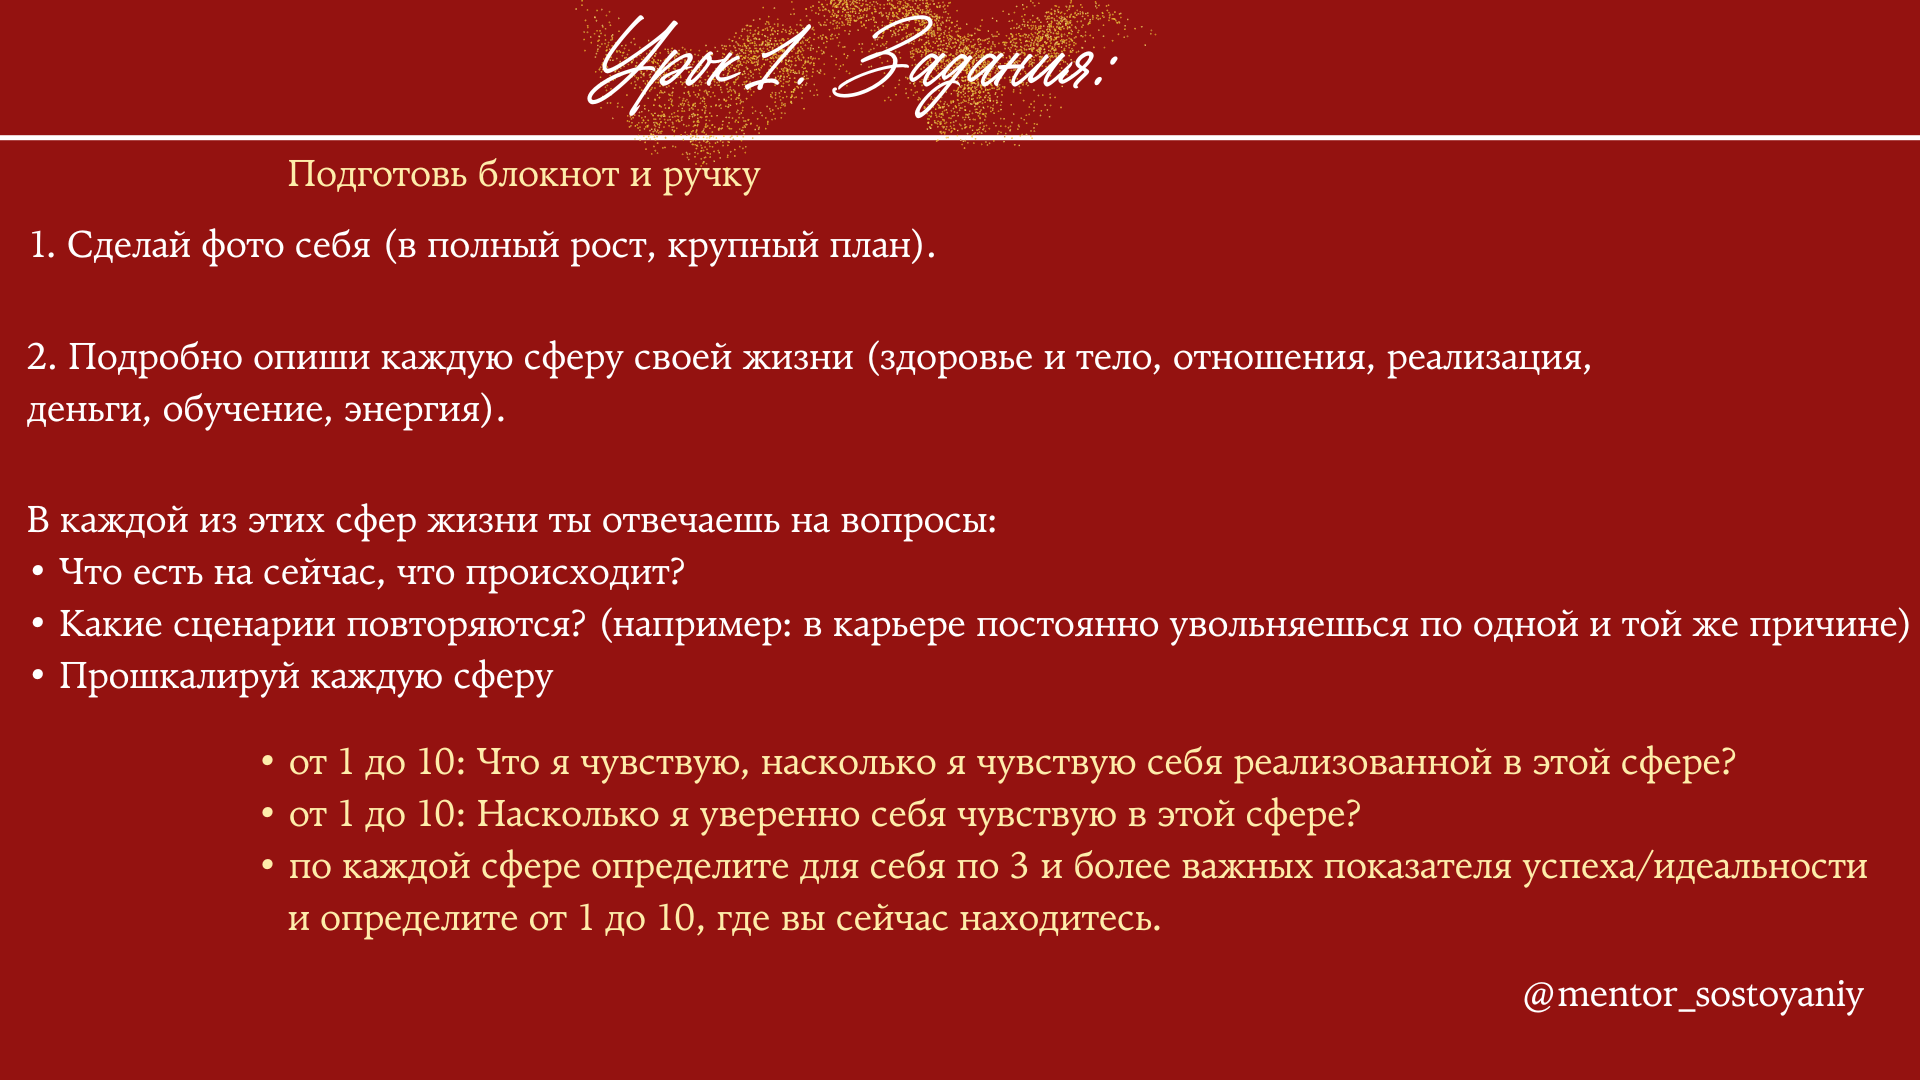 Урок 1. Задания:
Подготовь блокнот и ручку
1. Сделай фото себя (в полный рост, крупный план).
2. Подробно опиши каждую сферу своей жизни (здоровье и тело, отношения, реализация,
деньги, обучение, энергия).
В каждой из этих сфер жизни ты отвечаешь на вопросы:
• Что есть на сейчас, что происходит?
• Какие сценарии повторяются? (например: в карьере постоянно увольняешься по одной и той же причине)
• Прошкалируй каждую сферу
• от 1 до 10: Что я чувствую, насколько я чувствую себя реализованной в этой сфере?
• от 1 до 10: Насколько я уверенно себя чувствую в этой сфере?
• по каждой сфере определите для себя по 3 и более важных показателя успеха/идеальности
и определите от 1 до 10, где вы сейчас находитесь.
@mentor_sostoyaniy